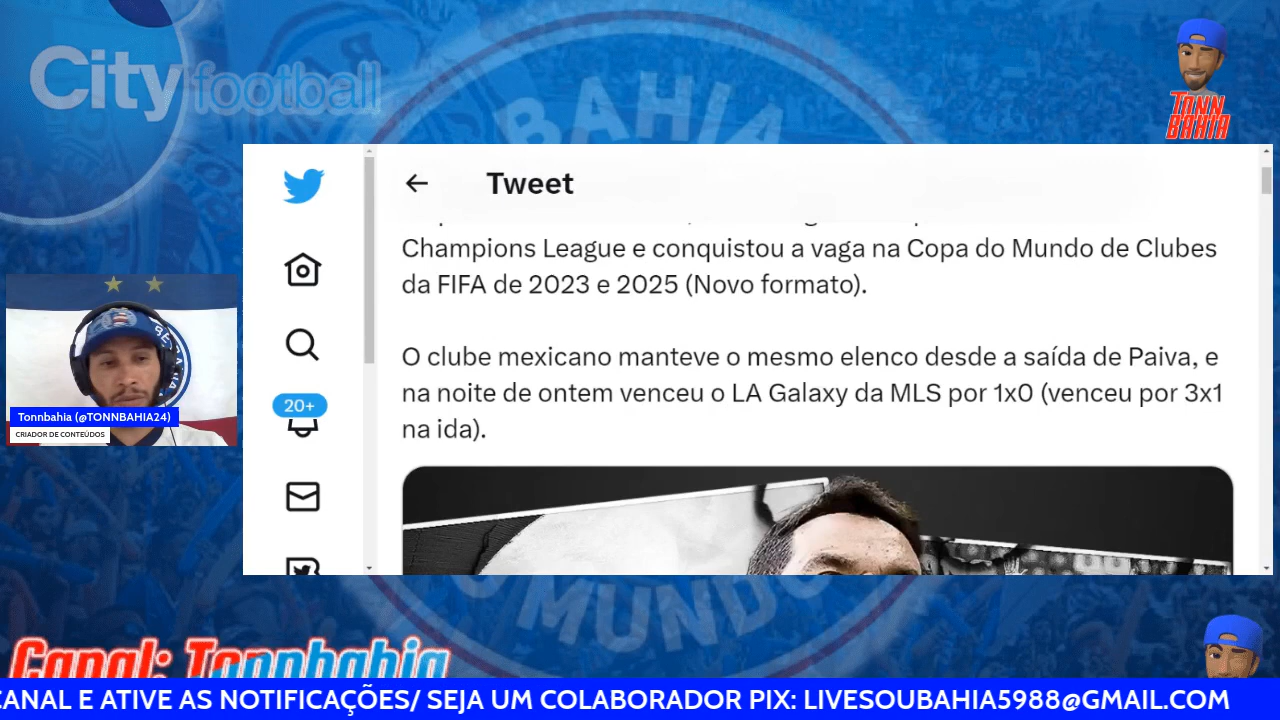 City football
TONN
BAHIA
BAHIA
Tweet
Champions League e conquistou a vaga na Copa do Mundo de Clubes
da FIFA de 2023 e 2025 (Novo formato).
O clube mexicano manteve o mesmo elenco desde a saída de Paiva, e
na noite de ontem venceu o LA Galaxy da MLS por 1x0 (venceu por 3x1
na ida).
20+
Tonnbahia (@TONNBAHIA24)
CRIADOR DE CONTEÚDOS
MUNDO
Canal: Tonnbahia
CANAL E ATIVE AS NOTIFICAÇÕES/ SEJA UM COLABORADOR PIX: LIVESOUBAHIA5988@GMAIL.COM